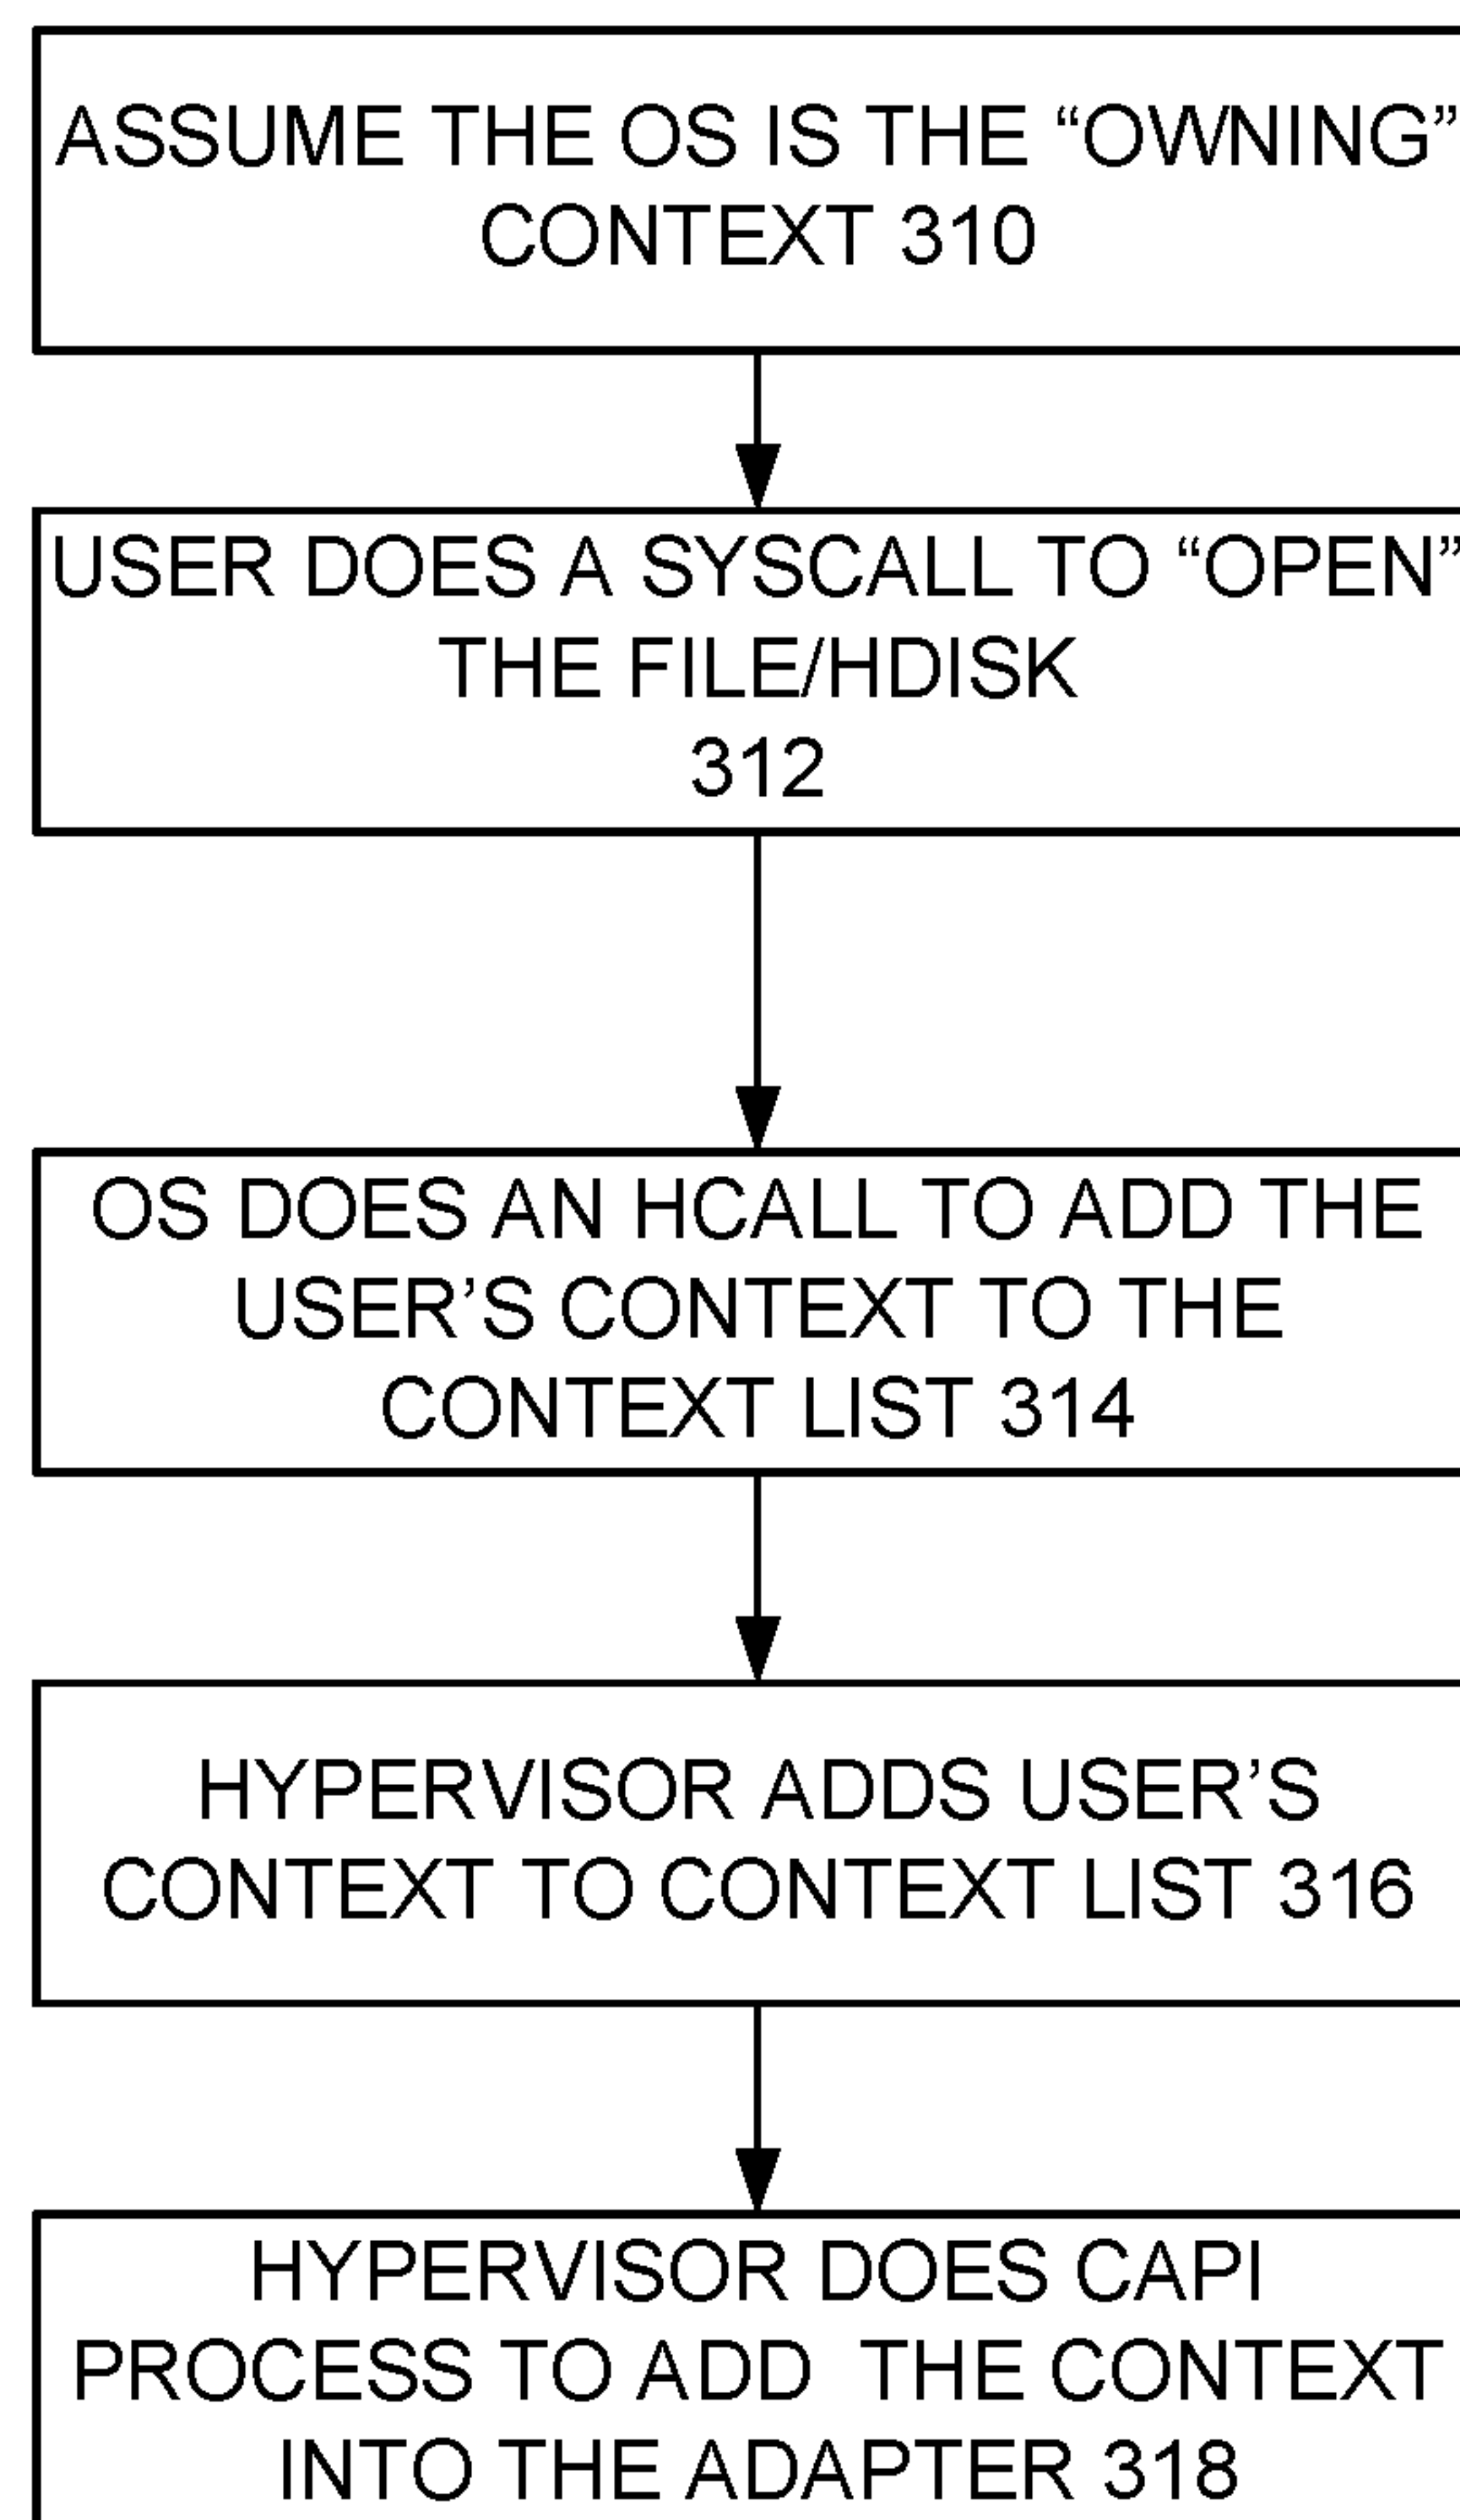 ASSUME THE OS IS THE “OWNING”
CONTEXT 310
USER DOES A SYSCALL TO “OPEN”
THE FILE/HDISK
312
OS DOES AN HCALL TO ADD THE
USER’S CONTEXT TO THE
CONTEXT LIST 314
HYPERVISOR ADDS USER’S
CONTEXT TO CONTEXT LIST 316
HYPERVISOR DOES CAPI
PROCESS TO ADD THE CONTEXT
INTO THE ADAPTER 318